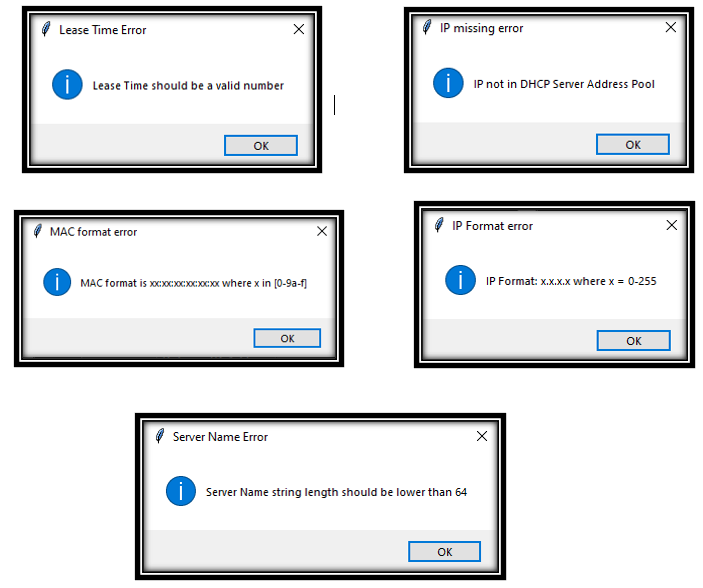 Lease Time Error
Lease Time should be a valid number
OK
IP missing error
IP not in DHCP Server Address Pool
OK
MAC format error
MAC format is xx:xx:xx:xx:xx:xx where x in [0-9a-f]
OK
IP Format error
IP Format: x.x.x.x where x = 0-255
OK
Server Name Error
Server Name string length should be lower than 64
OK